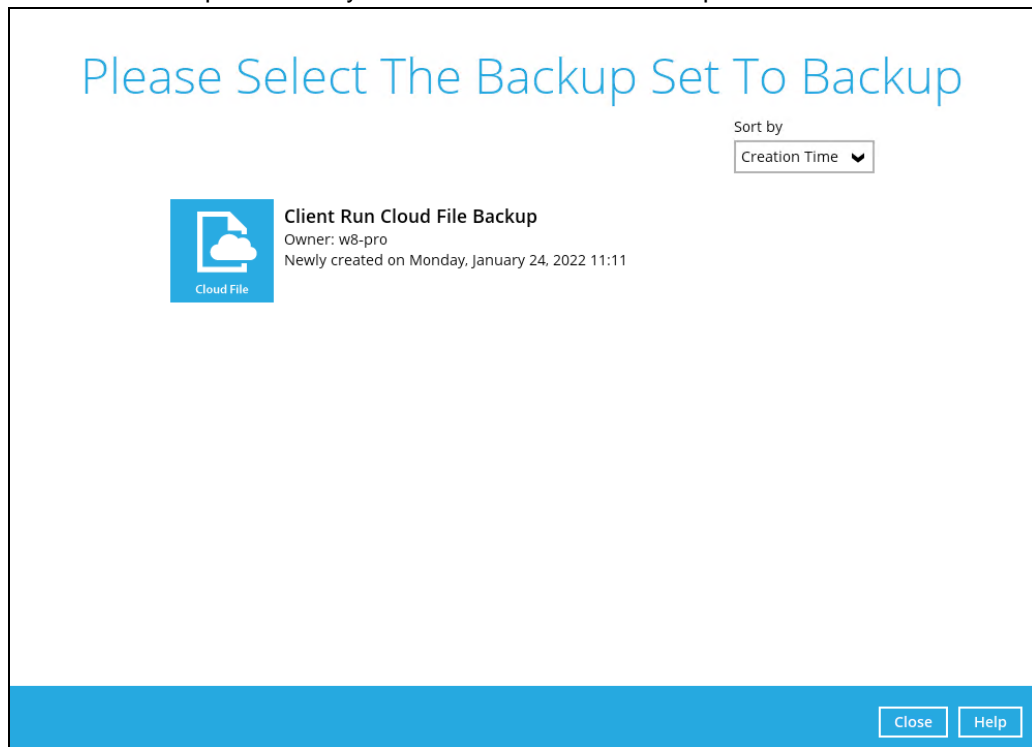 Please Select The Backup Set To Backup
Sort by
Creation Time
Client Run Cloud File Backup
Owner: w8-pro
Newly created on Monday, January 24, 2022 11:11
Cloud File
Close Help